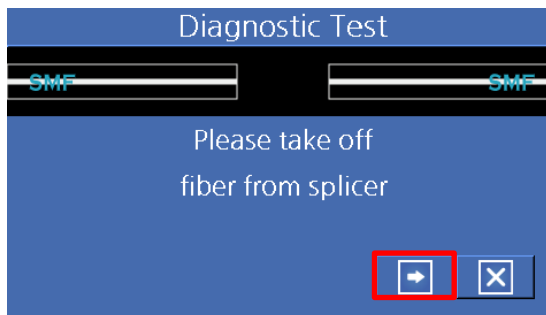 Diagnostic Test
SMF SMF
Please take off
fiber from splicer